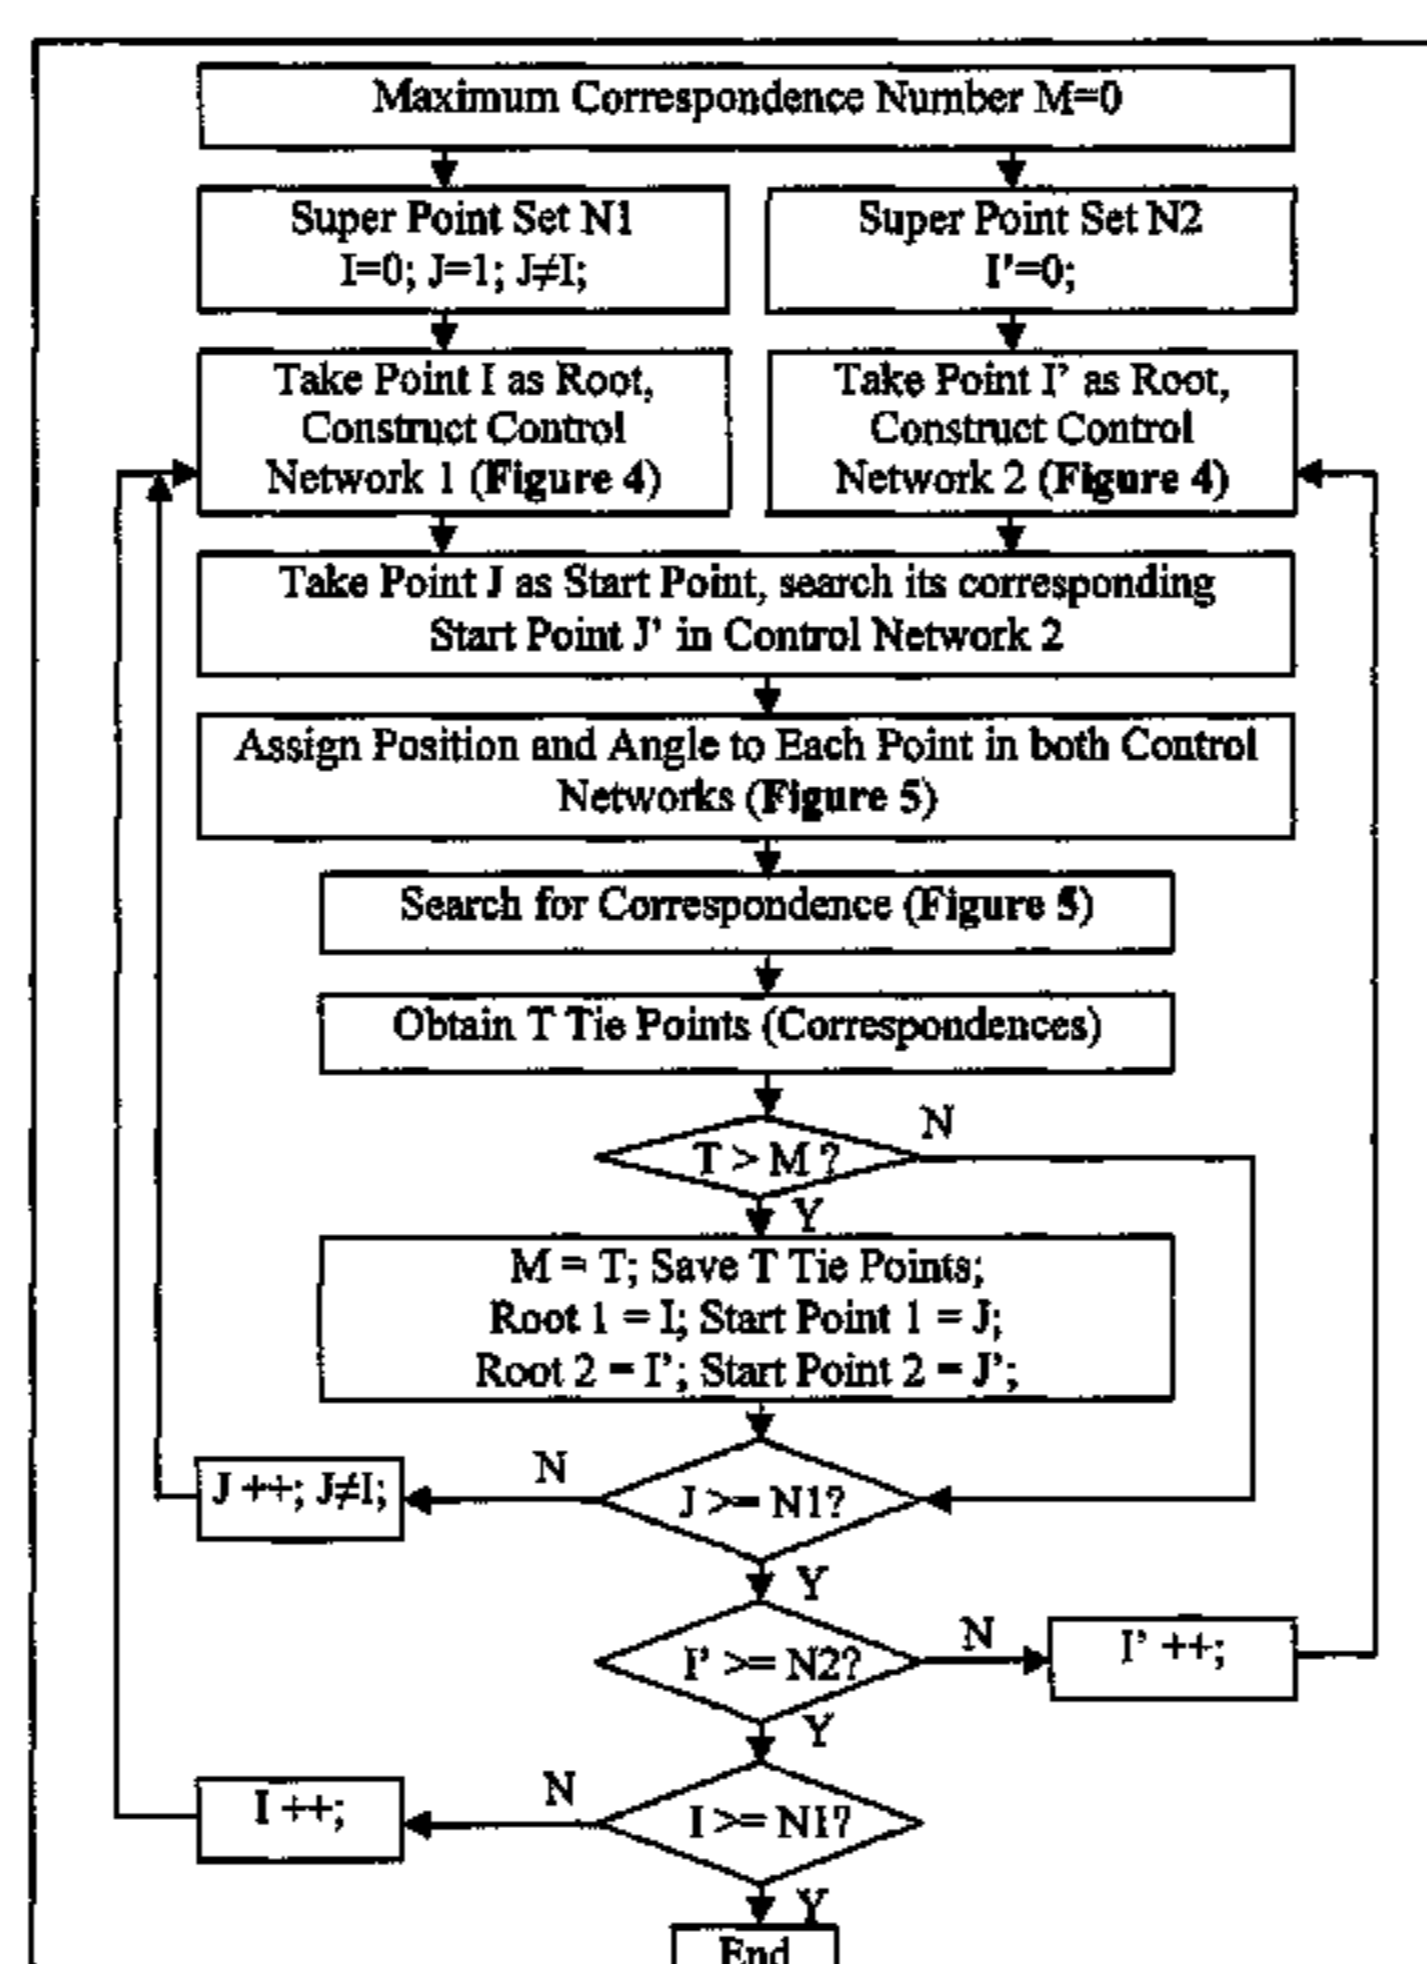 Maximum Correspondence Number M=0
Super Point Set N1
I=0; J=1; J≠I;
Super Point Set N2
I'=0;
Take Point I as Root,
Construct Control
Network 1 (Figure 4)
Take Point I' as Root,
Construct Control
Network 2 (Figure 4)
Take Point J as Start Point, search its corresponding
Start Point J' in Control Network 2
Assign Position and Angle to Each Point in both Control
Networks (Figure 5)
Search for Correspondence (Figure 5)
Obtain T Tie Points (Correspondences)
N
T > M ?
Y
M = T; Save T Tie Points;
Root 1 = I; Start Point 1 = J;
Root 2 = I'; Start Point 2 = J';
N
J ++; J≠I;
J >= N1?
Y
N
I' >= N2?
I' ++;
Y
N
I ++;
I >= N1?
Y
End